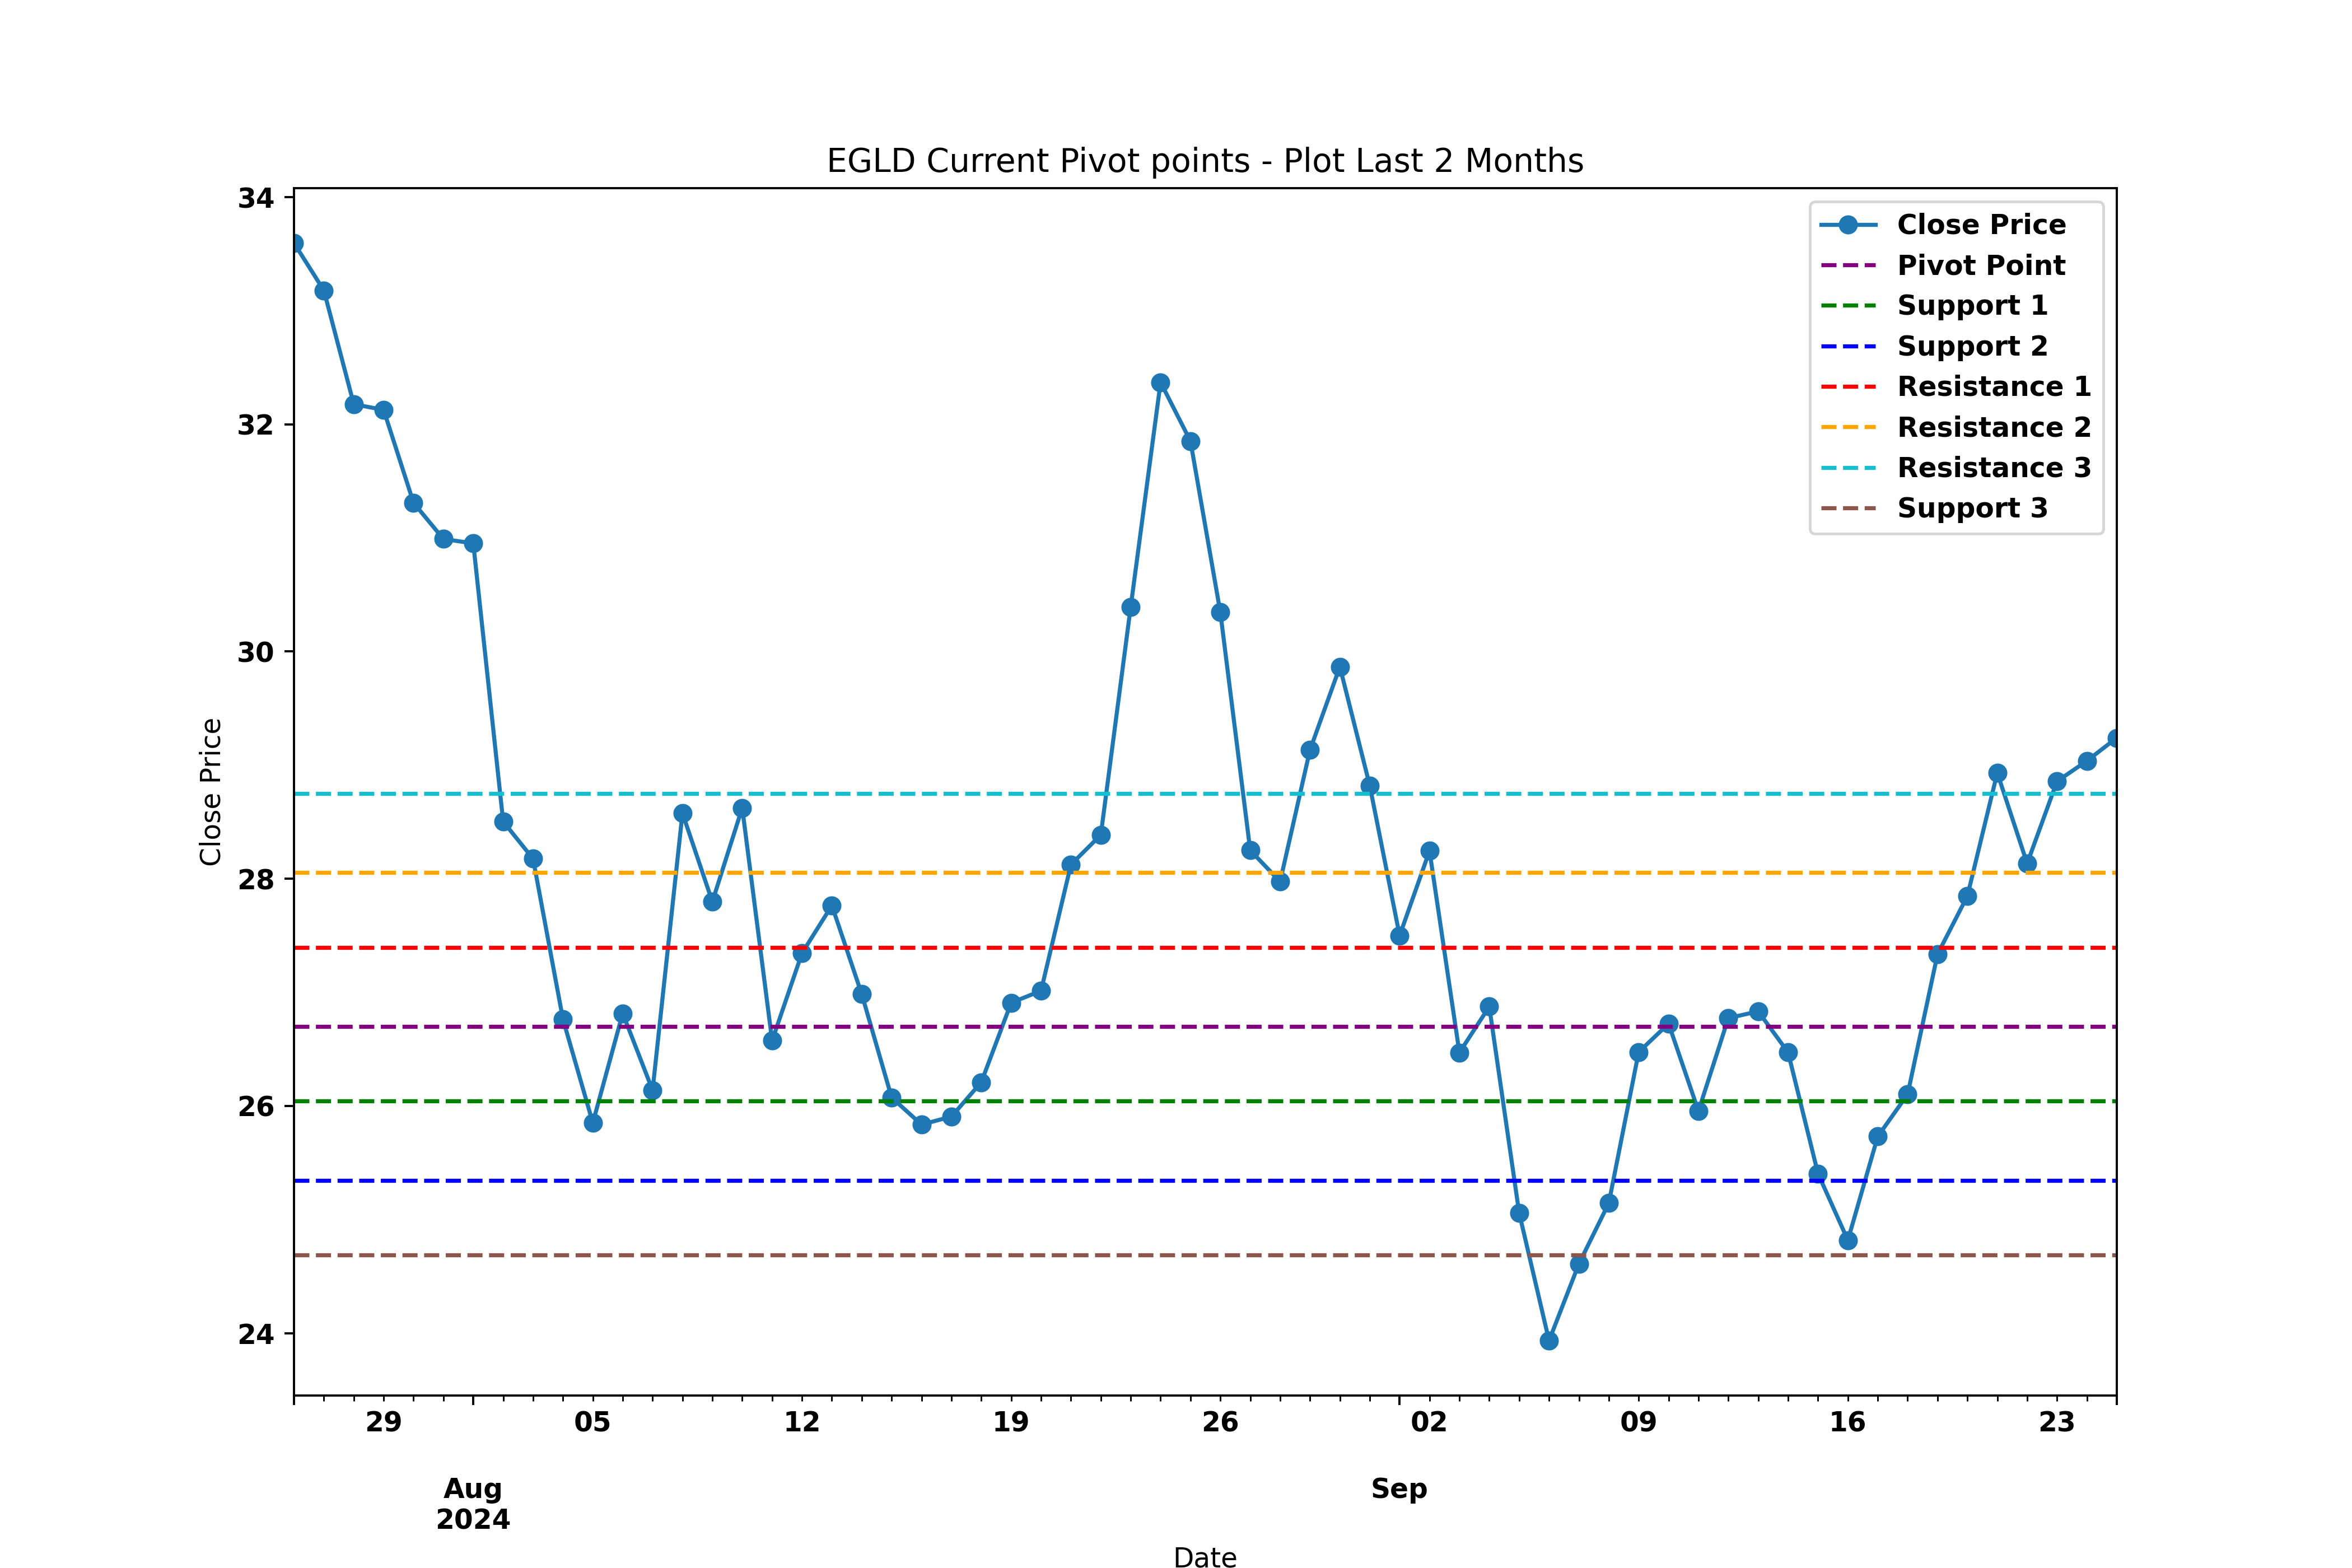 EGLD Current Pivot points - Plot Last 2 Months
34
32
30
28
26
24
Close Price
Close Price
Pivot Point
Support 1
Support 2
Resistance 1
Resistance 2
Resistance 3
Support 3
29 05 12 19 26 02 09 16 23
Aug Sep
2024
Date